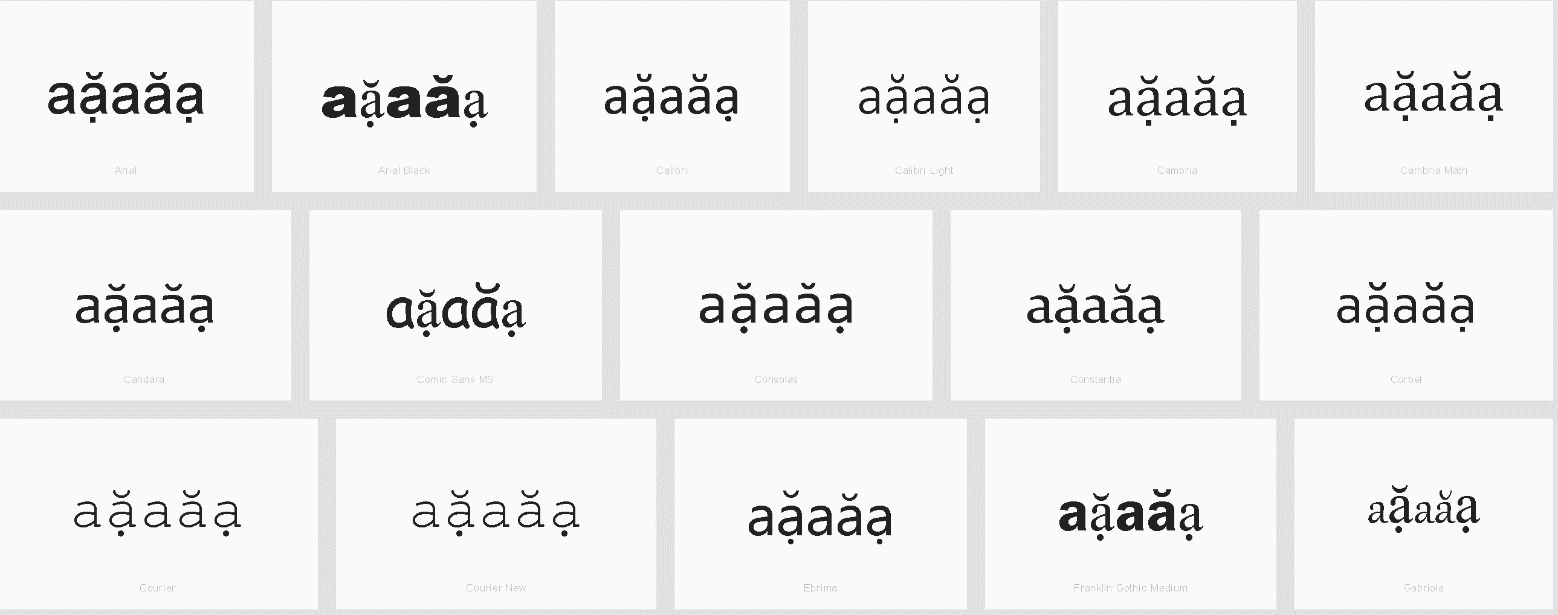 aặaăạ aặaăạ aặaăạ aặaăạ aặaăạ aặaăạ
Arial Arial Black Calibri Calibri Light Cambria Cambria Math
aặaăạ aặaăạ aặaăạ aặaăạ aặaăạ
Candara Comic Sans MS Consolas Constantia Corbel
aặaăạ aặaăạ aặaăạ aặaăạ aặaăạ
Courier Courier New Ebrima Franklin Gothic Medium Gabriola